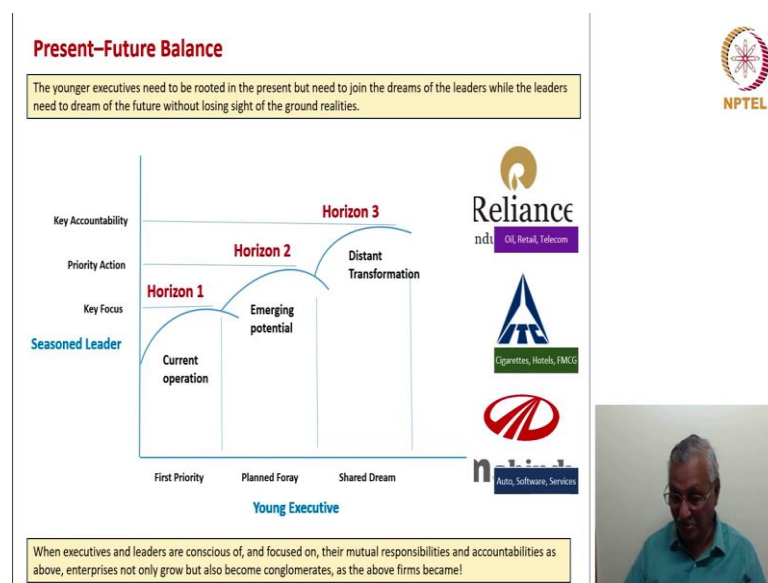 Present–Future Balance
NPTEL
The younger executives need to be rooted in the present but need to join the dreams of the leaders while the leaders
need to dream of the future without losing sight of the ground realities.
Key Accountability
Priority Action
Key Focus
Seasoned Leader
Horizon 1
Horizon 2
Horizon 3
Current
operation
Emerging
potential
Distant
Transformation
First Priority
Planned Foray
Shared Dream
Young Executive
Reliance
Oil, Retail, Telecom
ITC
Cigarettes, Hotels, FMCG
Auto, Software, Services
When executives and leaders are conscious of, and focused on, their mutual responsibilities and accountabilities as
above, enterprises not only grow but also become conglomerates, as the above firms became!